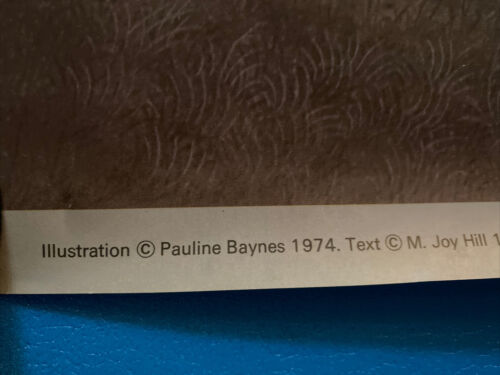 Illustration © Pauline Baynes 1974. Text © M. Joy Hill